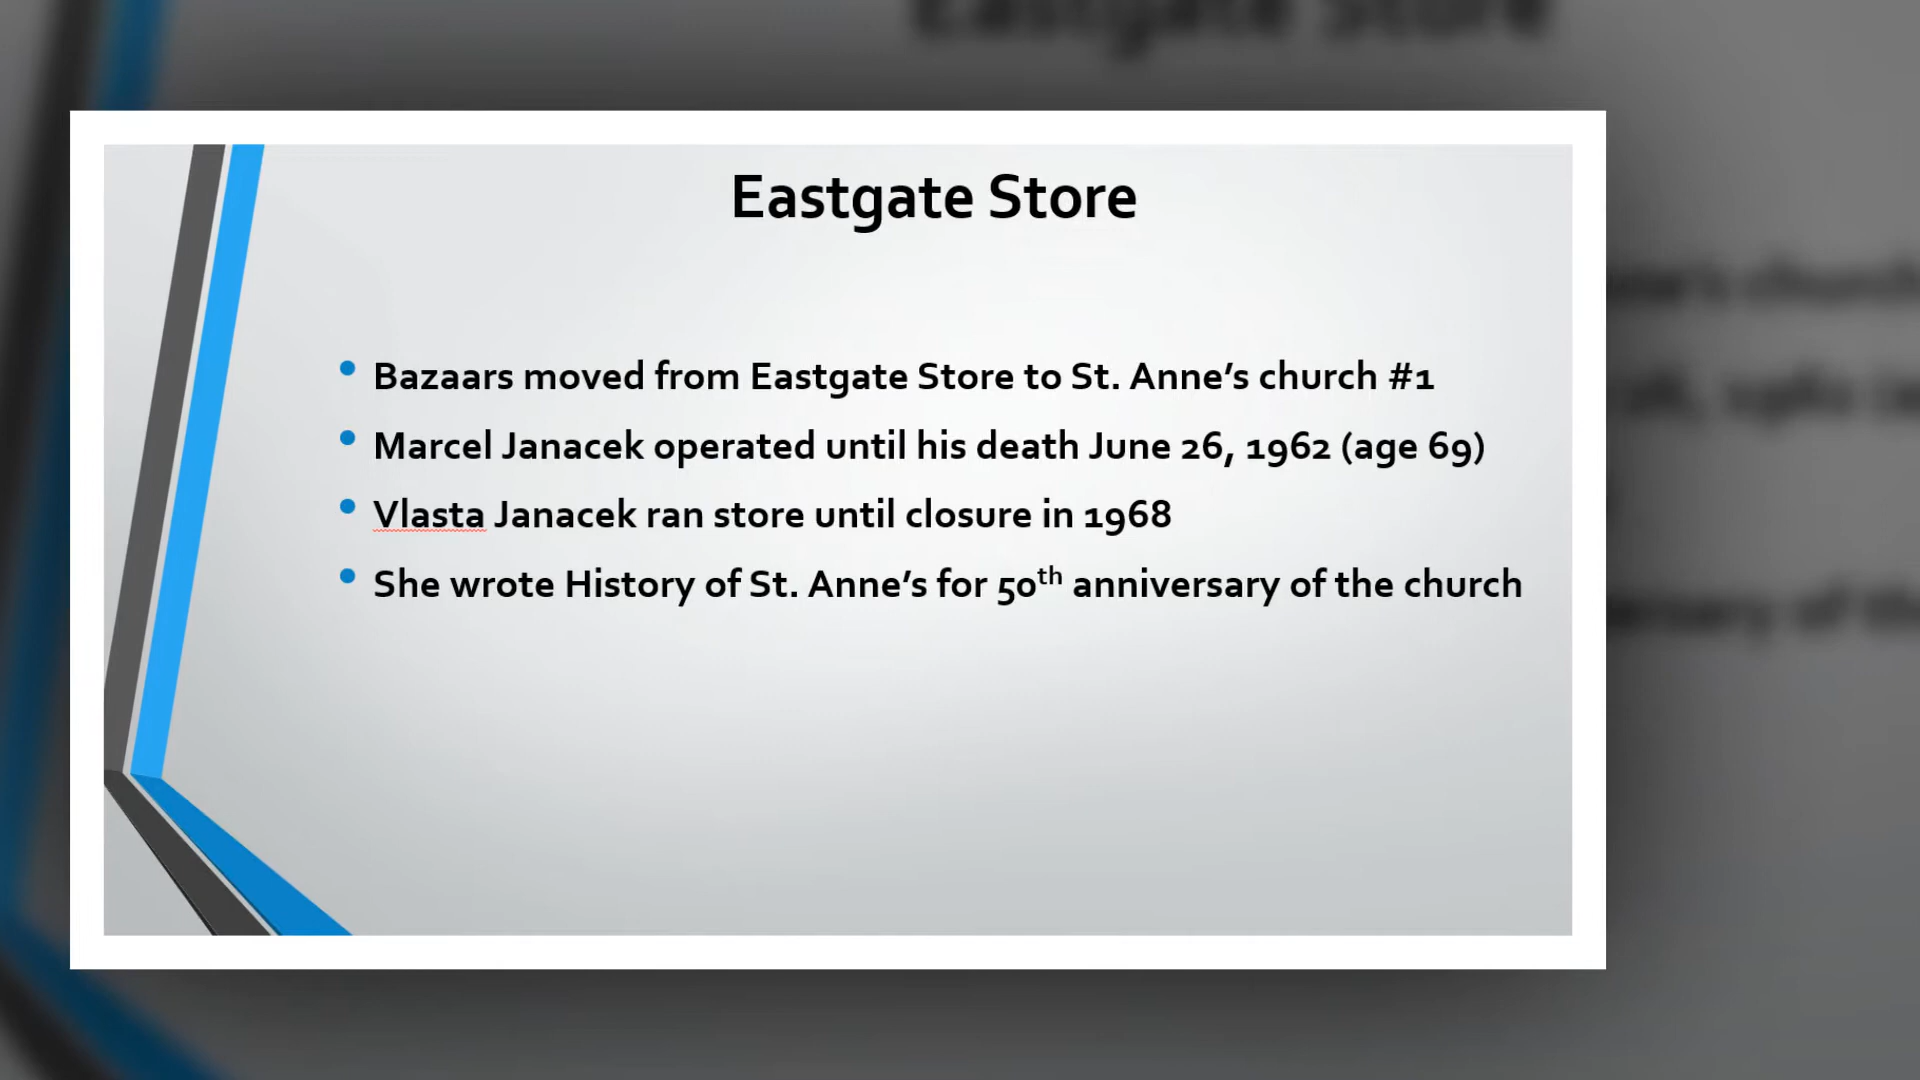 Eastgate Store
Bazaars moved from Eastgate Store to St. Anne's church #1
Marcel Janacek operated until his death June 26, 1962 (age 69)
Vlasta Janacek ran store until closure in 1968
She wrote History of St. Anne's for 50th anniversary of the church